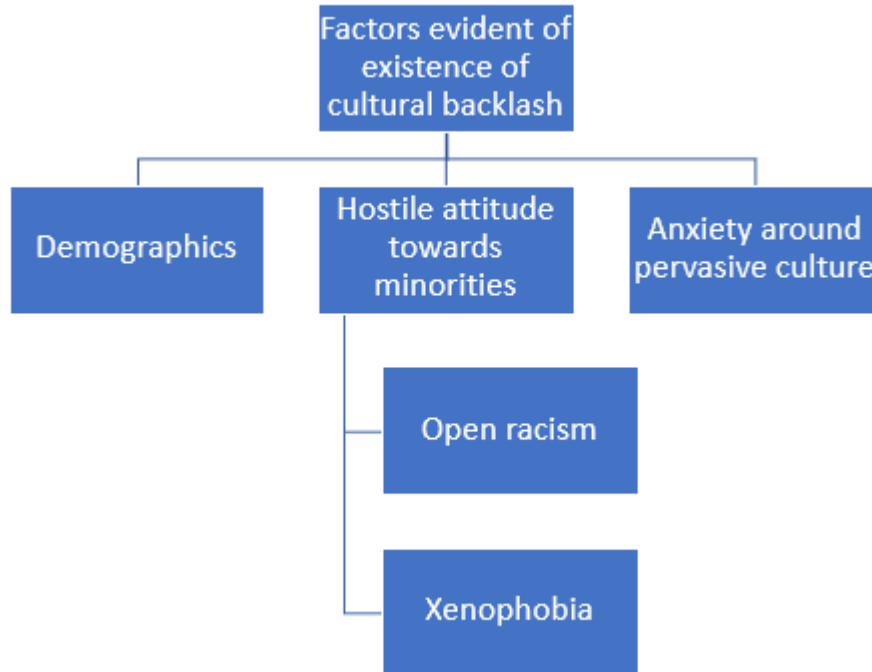 Factors evident of
existence of
cultural backlash
Demographics
Hostile attitude
towards
minorities
Anxiety around
pervasive culture
Open racism
Xenophobia